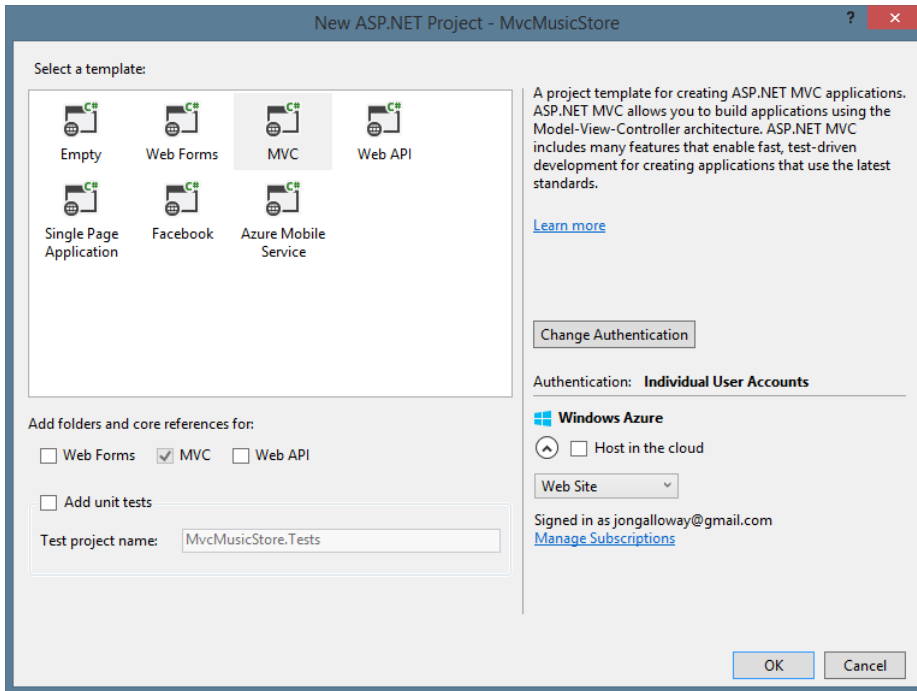 New ASP.NET Project - MvcMusicStore
?
Select a template:
C#
Empty
C#
Web Forms
C#
MVC
C#
Web API
C#
Single Page
Application
C#
Facebook
C#
Azure Mobile
Service
A project template for creating ASP.NET MVC applications.
ASP.NET MVC allows you to build applications using the
Model-View-Controller architecture. ASP.NET MVC
includes many features that enable fast, test-driven
development for creating applications that use the latest
standards.
Learn more
Change Authentication
Authentication: Individual User Accounts
Windows Azure
Host in the cloud
Web Site
Signed in as jongalloway@gmail.com
Manage Subscriptions
Add folders and core references for:
Web Forms MVC Web API
Add unit tests
Test project name: MvcMusicStore.Tests
OK Cancel